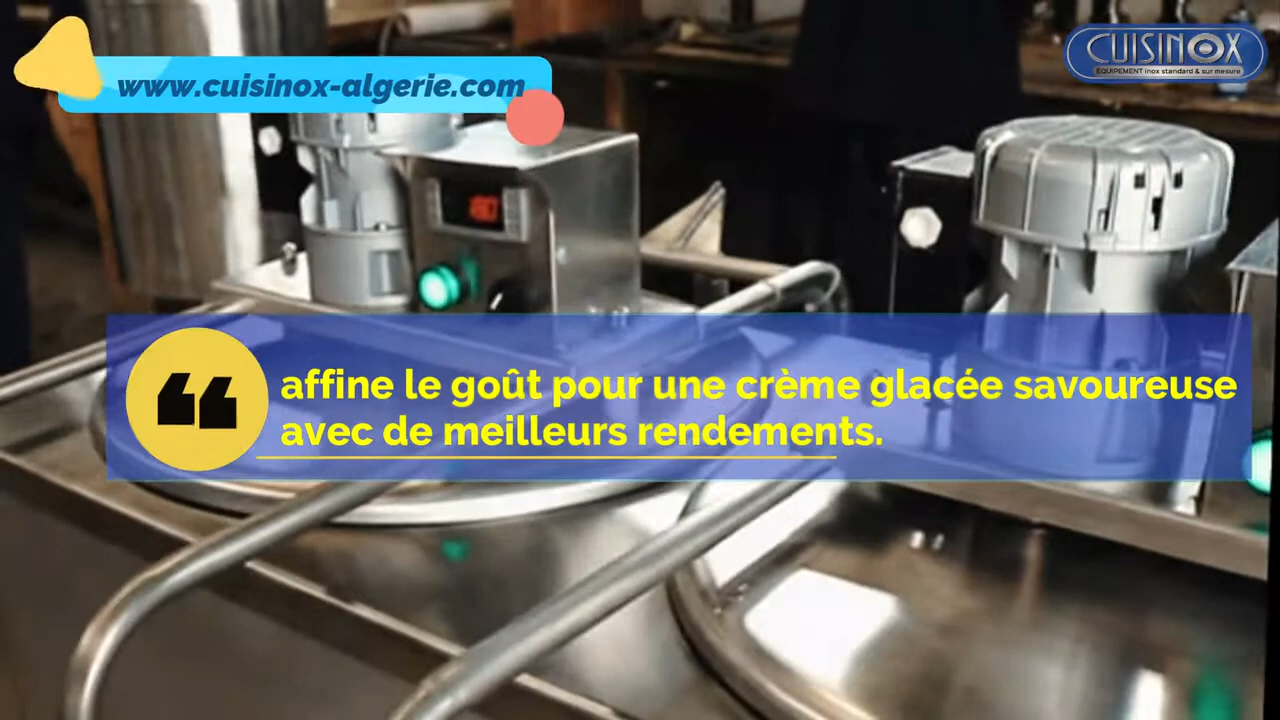 www.cuisinox-algerie.com
CUISINOX
ÉQUIPEMENT inox standard & sur mesure
affine le goût pour une crème glacée savoureuse
avec de meilleurs rendements.